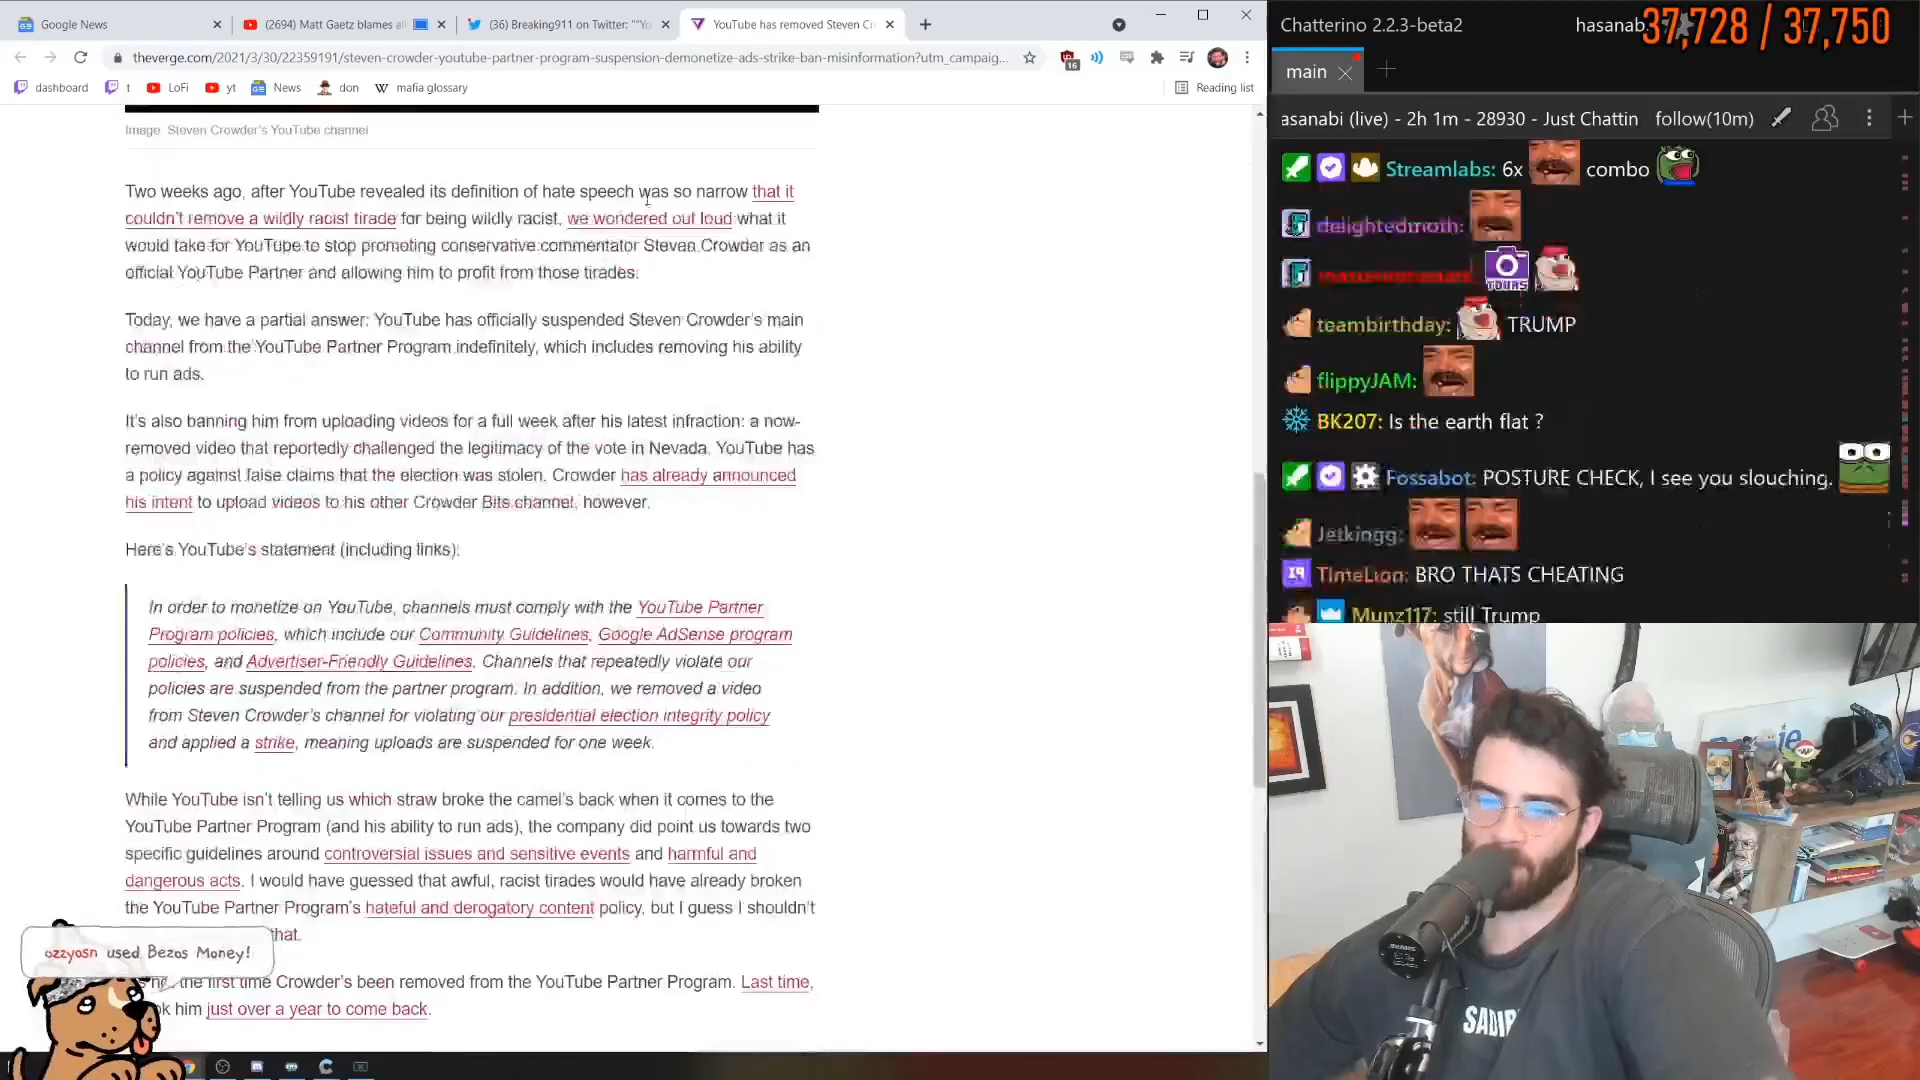 Google News
(2694) Matt Gaetz blames all
(36) Breaking911 on Twitter: "“Yo
YouTube has removed Steven Cr
theverge.com/2021/3/30/22359191/steven-crowder-youtube-partner-program-suspension-demonetize-ads-strike-ban-misinformation?utm_campaig...
16
dashboard
t
LoFi
yt
News
don
W mafia glossary
Reading list
Image: Steven Crowder's YouTube channel
Two weeks ago, after YouTube revealed its definition of hate speech was so narrow that it
couldn't remove a wildly racist tirade for being wildly racist, we wondered out loud what it
would take for YouTube to stop promoting conservative commentator Steven Crowder as an
official YouTube Partner and allowing him to profit from those tirades.
Today, we have a partial answer: YouTube has officially suspended Steven Crowder's main
channel from the YouTube Partner Program indefinitely, which includes removing his ability
to run ads.
It's also banning him from uploading videos for a full week after his latest infraction: a now-
removed video that reportedly challenged the legitimacy of the vote in Nevada. YouTube has
a policy against false claims that the election was stolen. Crowder has already announced
his intent to upload videos to his other Crowder Bits channel, however.
Here's YouTube's statement (including links):
In order to monetize on YouTube, channels must comply with the YouTube Partner
Program policies, which include our Community Guidelines, Google AdSense program
policies, and Advertiser-Friendly Guidelines. Channels that repeatedly violate our
policies are suspended from the partner program. In addition, we removed a video
from Steven Crowder's channel for violating our presidential election integrity policy
and applied a strike, meaning uploads are suspended for one week.
While YouTube isn't telling us which straw broke the camel's back when it comes to the
YouTube Partner Program (and his ability to run ads), the company did point us towards two
specific guidelines around controversial issues and sensitive events and harmful and
dangerous acts. I would have guessed that awful, racist tirades would have already broken
the YouTube Partner Program's hateful and derogatory content policy, but I guess I shouldn't
that.
the first time Crowder's been removed from the YouTube Partner Program. Last time,
k him just over a year to come back.
ozzyosn used Bezos Money!
Chatterino 2.2.3-beta2
hasanab
37,728 / 37,750
main
asanabi (live) - 2h 1m - 28930 - Just Chattin
follow(10m)
Streamlabs: 6x combo
delightedmoth:
TOURS
teambirthday: TRUMP
flippyJAM:
BK207: Is the earth flat ?
Fossabot: POSTURE CHECK, I see you slouching.
Jetkingg:
TimeLion: BRO THATS CHEATING
Munz117: still Trump
Bernie